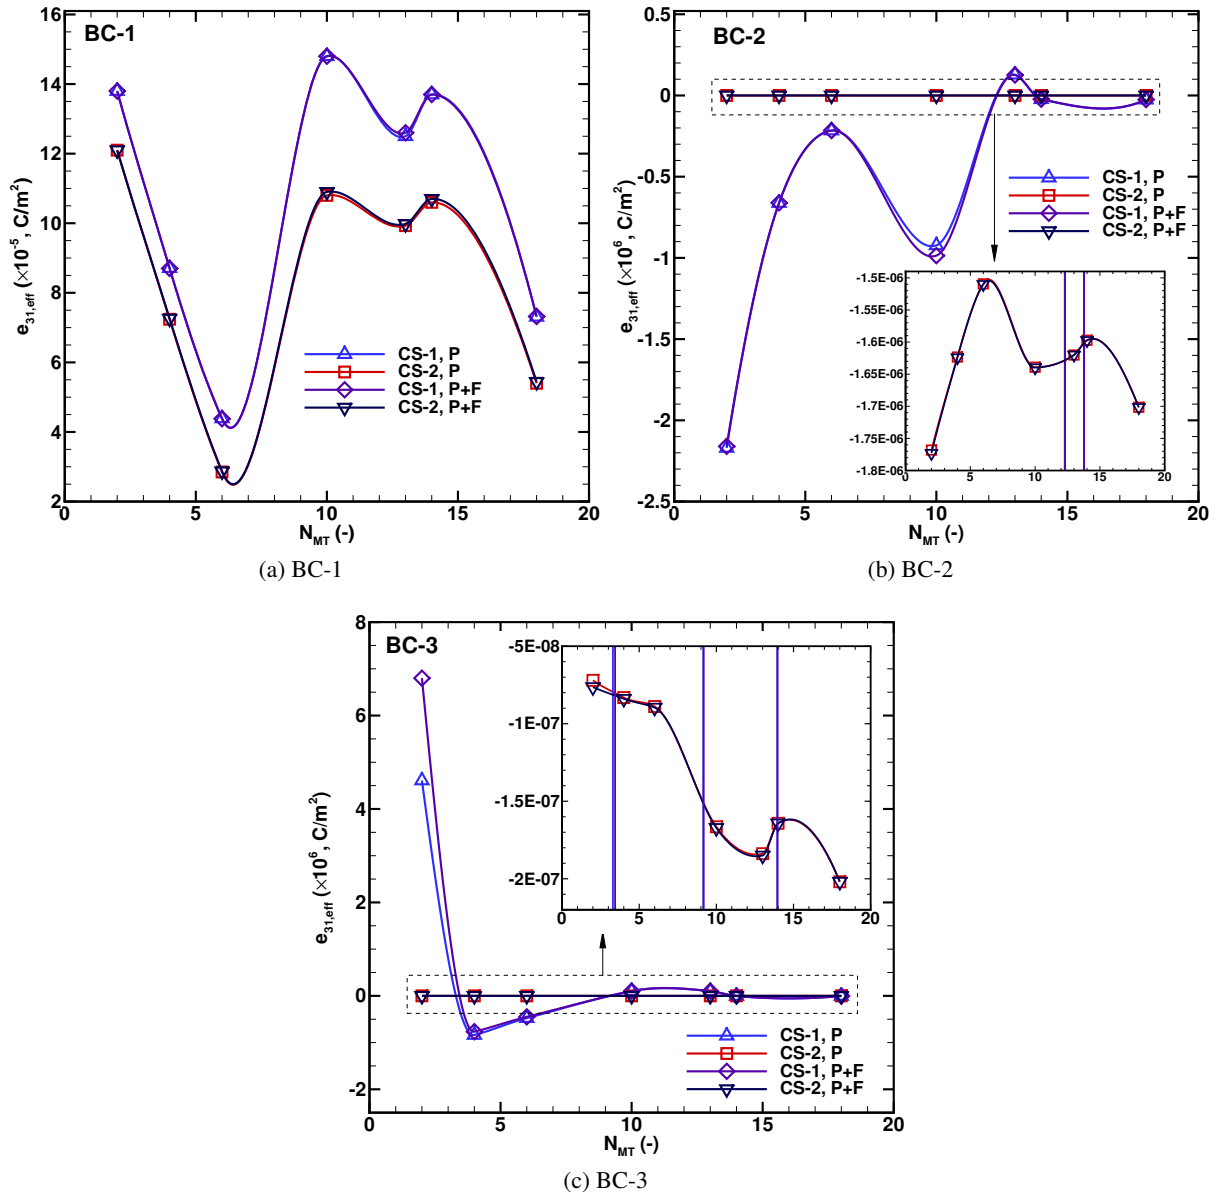 BC-1
16
14
12
10
8
6
4
2
0
5
10
15
20
e31,eff (×10-5, C/m2)
NMT (-)
CS-1, P
CS-2, P
CS-1, P+F
CS-2, P+F
(a) BC-1
BC-2
0.5
0
-0.5
-1
-1.5
-2
-2.5
0
5
10
15
20
e31,eff (×106, C/m2)
NMT (-)
CS-1, P
CS-2, P
CS-1, P+F
CS-2, P+F
-1.5E-06
-1.55E-06
-1.6E-06
-1.65E-06
-1.7E-06
-1.75E-06
-1.8E-06
0
5
10
15
20
(b) BC-2
BC-3
8
6
4
2
0
-2
0
5
10
15
20
e31,eff (×106, C/m2)
NMT (-)
-5E-08
-1E-07
-1.5E-07
-2E-07
0
5
10
15
20
CS-1, P
CS-2, P
CS-1, P+F
CS-2, P+F
(c) BC-3